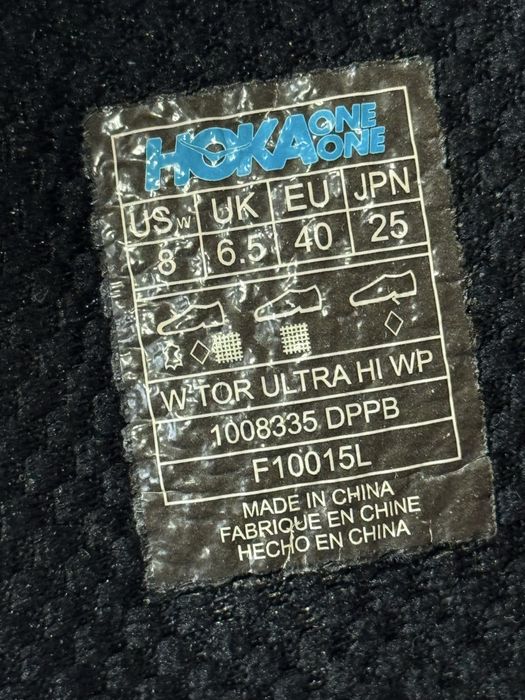 HOKA ONE ONE
USw UK EU JPN
8 6.5 40 25
W TOR ULTRA HI WP
1008335 DPPB
F10015L
MADE IN CHINA
FABRIQUE EN CHINE
HECHO EN CHINA